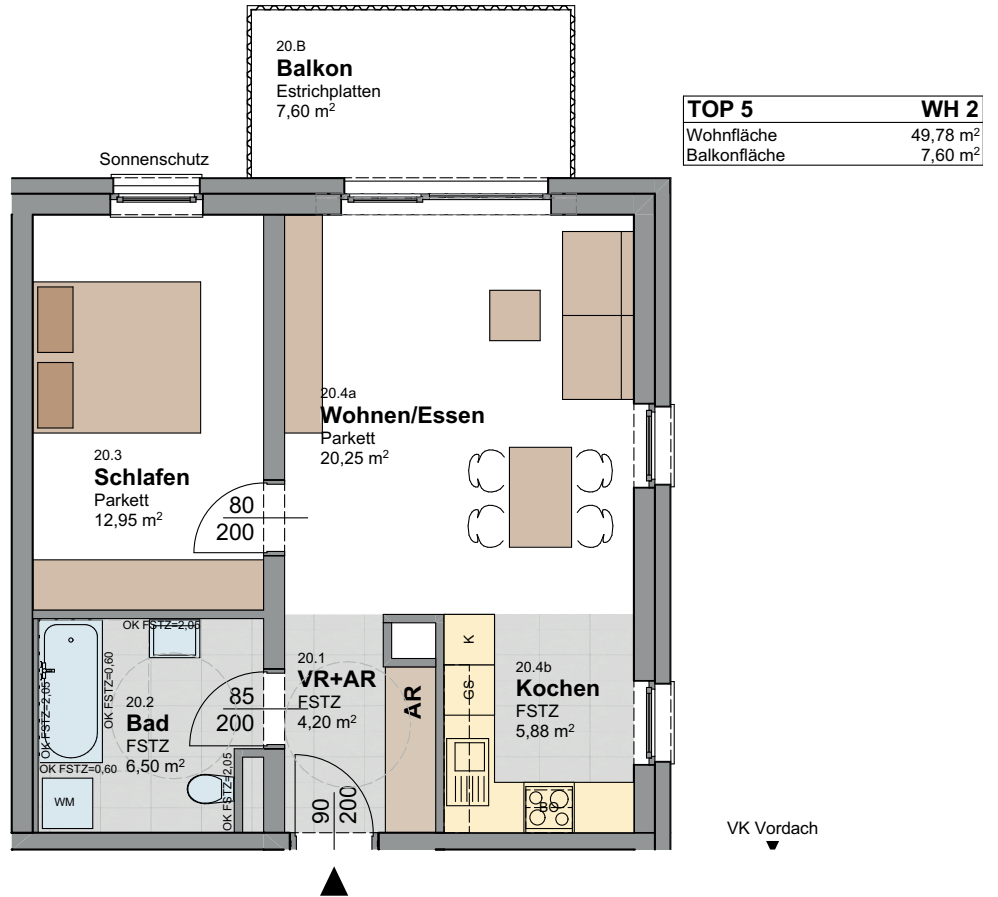 20.B
Balkon
Estrichplatten
7,60 m²
TOP 5 WH 2
Wohnfläche 49,78 m²
Balkonfläche 7,60 m²
Sonnenschutz
20.4a
Wohnen/Essen
Parkett
20,25 m²
20.3
Schlafen
Parkett
12,95 m²
80
200
OK FSTZ=2,05
OK FSTZ=2,05
OK FSTZ=0,60
20.2
Bad
FSTZ
6,50 m²
OK FSTZ=0,60
WM
OK FSTZ=2,05
85
200
20.1
VR+AR
FSTZ
4,20 m²
AR
90
200
K
GS
20.4b
Kochen
FSTZ
5,88 m²
BO
VK Vordach